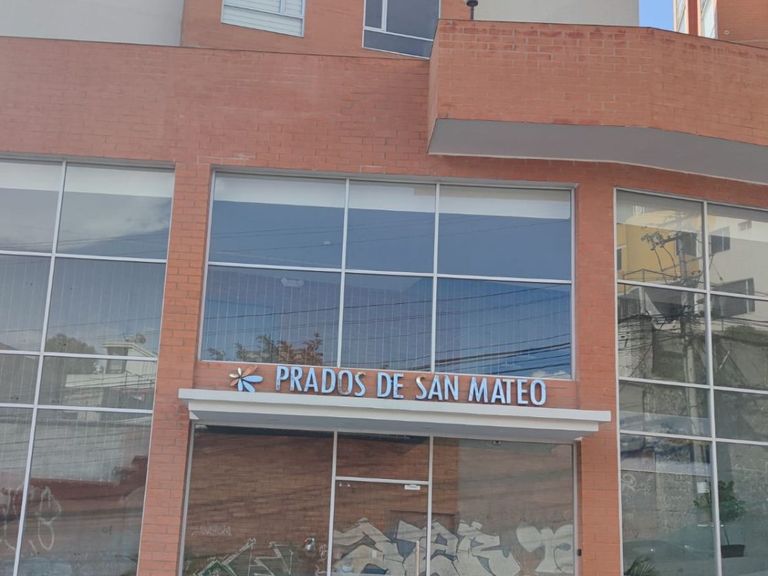 PRADOS DE SAN MATEO